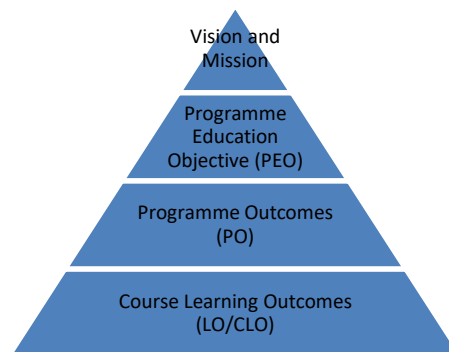 Vision and
Mission
Programme
Education
Objective (PEO)
Programme Outcomes
(PO)
Course Learning Outcomes
(LO/CLO)